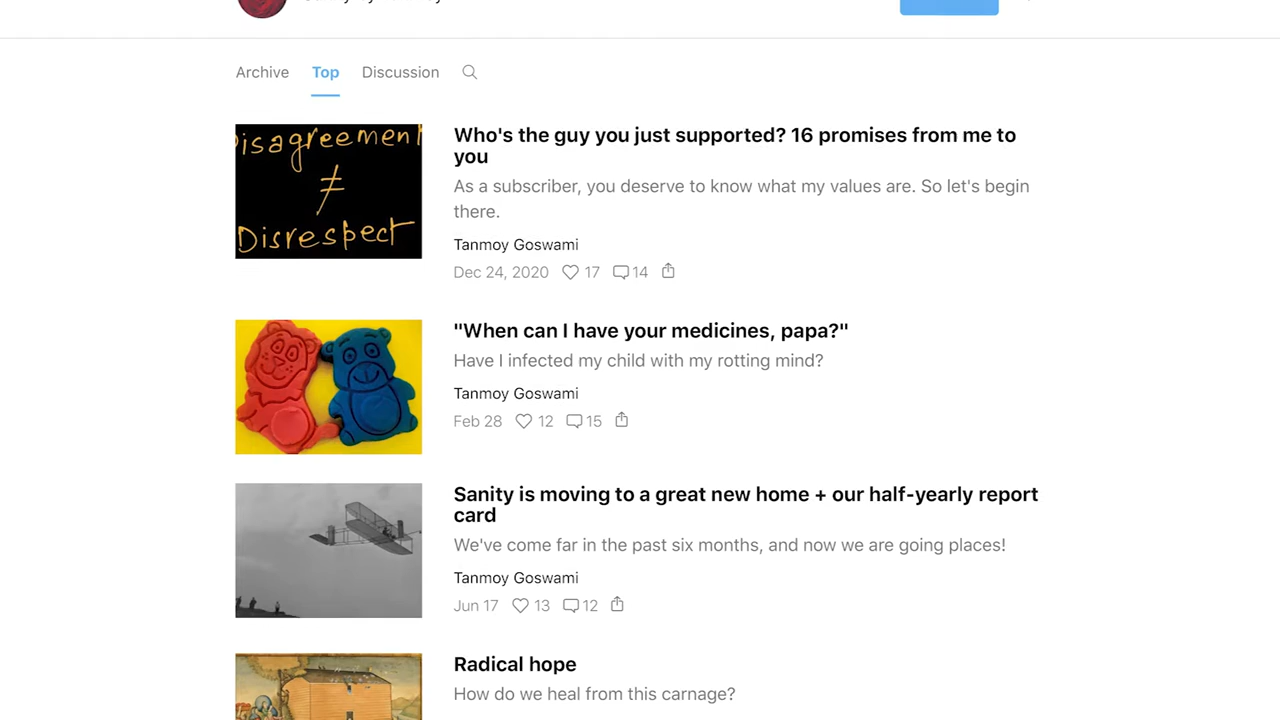 Archive Top Discussion
Disagreement
≠
Disrespect
Who's the guy you just supported? 16 promises from me to
you
As a subscriber, you deserve to know what my values are. So let's begin
there.
Tanmoy Goswami
Dec 24, 2020 17 14
"When can I have your medicines, papa?"
Have I infected my child with my rotting mind?
Tanmoy Goswami
Feb 28 12 15
Sanity is moving to a great new home + our half-yearly report
card
We've come far in the past six months, and now we are going places!
Tanmoy Goswami
Jun 17 13 12
Radical hope
How do we heal from this carnage?